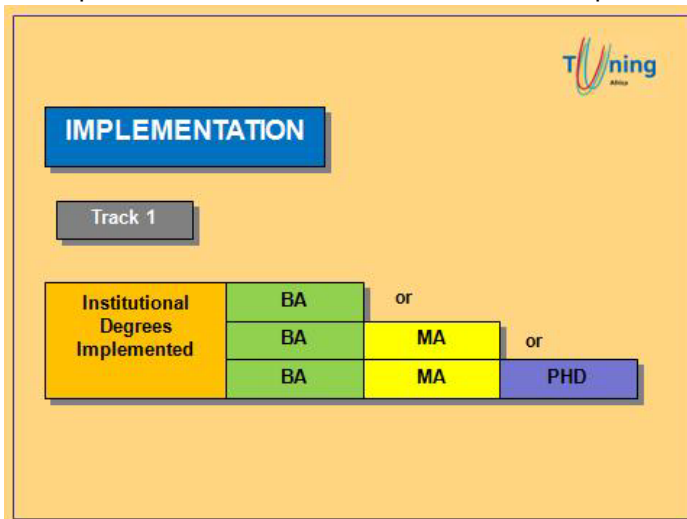 Tuning
Africa
IMPLEMENTATION
Track 1
Institutional
Degrees
Implemented
BA or
BA MA or
BA MA PHD